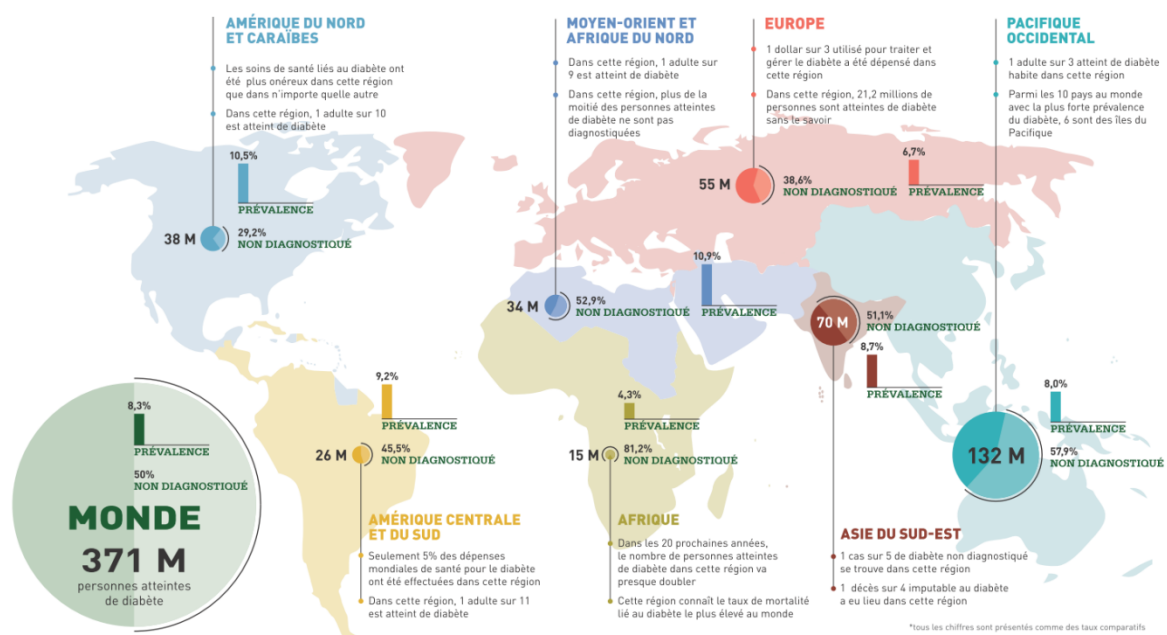 AMÉRIQUE DU NORD
ET CARAÏBES
Les soins de santé liés au diabète ont
été plus onéreux dans cette région
que dans n'importe quelle autre
Dans cette région, 1 adulte sur 10
est atteint de diabète
10,5%
PRÉVALENCE
38 M
29,2%
NON DIAGNOSTIQUÉ
MOYEN-ORIENT ET
AFRIQUE DU NORD
Dans cette région, 1 adulte sur
9 est atteint de diabète
Dans cette région, plus de la
moitié des personnes atteintes
de diabète ne sont pas
diagnostiquées
10,9%
PRÉVALENCE
34 M
52,9%
NON DIAGNOSTIQUÉ
EUROPE
1 dollar sur 3 utilisé pour traiter et
gérer le diabète a été dépensé dans
cette région
Dans cette région, 21,2 millions de
personnes sont atteintes de diabète
sans le savoir
6,7%
PRÉVALENCE
55 M
38,6%
NON DIAGNOSTIQUÉ
PACIFIQUE
OCCIDENTAL
1 adulte sur 3 atteint de diabète
habite dans cette région
Parmi les 10 pays au monde
avec la plus forte prévalence
du diabète, 6 sont des îles du
Pacifique
8,0%
PRÉVALENCE
132 M
57,9%
NON DIAGNOSTIQUÉ
70 M
51,1%
NON DIAGNOSTIQUÉ
8,7%
PRÉVALENCE
ASIE DU SUD-EST
1 cas sur 5 de diabète non diagnostiqué
se trouve dans cette région
1 décès sur 4 imputable au diabète
a eu lieu dans cette région
8,3%
PRÉVALENCE
50%
NON DIAGNOSTIQUÉ
MONDE
371 M
personnes atteintes
de diabète
9,2%
PRÉVALENCE
26 M
45,5%
NON DIAGNOSTIQUÉ
AMÉRIQUE CENTRALE
ET DU SUD
Seulement 5% des dépenses
mondiales de santé pour le diabète
ont été effectuées dans cette région
Dans cette région, 1 adulte sur 11
est atteint de diabète
4,3%
PRÉVALENCE
15 M
81,2%
NON DIAGNOSTIQUÉ
AFRIQUE
Dans les 20 prochaines années,
le nombre de personnes atteintes
de diabète dans cette région va
presque doubler
Cette région connaît le taux de mortalité
lié au diabète le plus élevé au monde
*tous les chiffres sont présentés comme des taux comparatifs